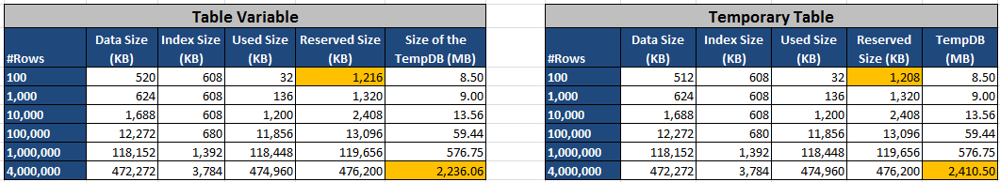 Table Variable
#Rows Data Size (KB) Index Size (KB) Used Size (KB) Reserved Size (KB) Size of the TempDB (MB)
100 520 608 32 1,216 8.50
1,000 624 608 136 1,320 9.00
10,000 1,688 608 1,200 2,408 13.56
100,000 12,272 680 11,856 13,096 59.44
1,000,000 118,152 1,392 118,448 119,656 576.75
4,000,000 472,272 3,784 474,960 476,200 2,236.06
Temporary Table
#Rows Data Size (KB) Index Size (KB) Used Size (KB) Reserved Size (KB) TempDB (MB)
100 512 608 32 1,208 8.50
1,000 624 608 136 1,320 9.00
10,000 1,688 608 1,200 2,408 13.56
100,000 12,272 680 11,856 13,096 59.44
1,000,000 118,152 1,392 118,448 119,656 576.75
4,000,000 472,272 3,784 474,960 476,200 2,410.50